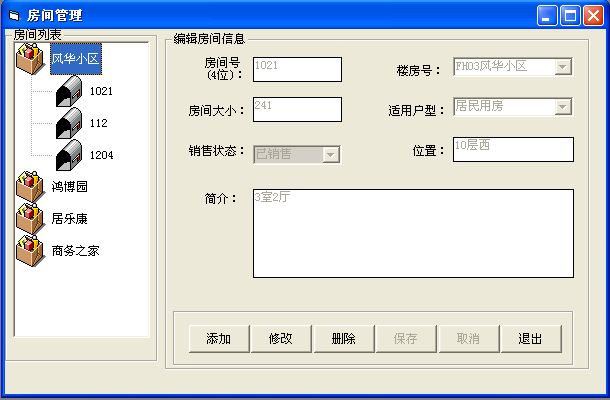 房间管理
房间列表
风华小区
1021
112
1204
鸿博园
居乐康
商务之家
编辑房间信息
房间号
(4位)：
1021
楼房号：
FH03风华小区
房间大小：
241
适用户型：
居民用房
销售状态：
已销售
位置：
10层西
简介：
3室2厅
添加
修改
删除
保存
取消
退出